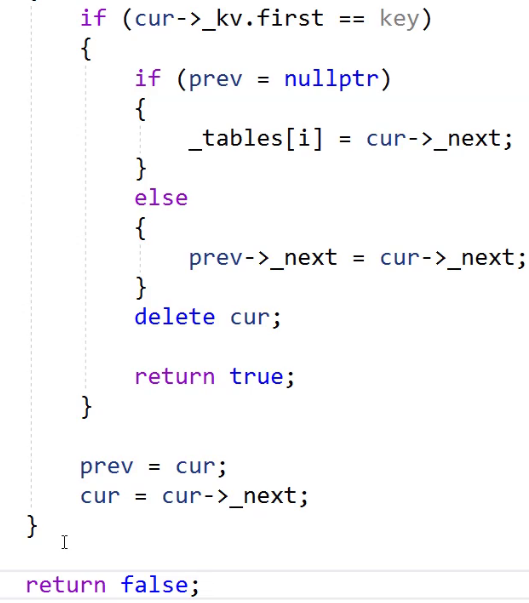 if (cur->_kv.first == key)
{
if (prev = nullptr)
{
_tables[i] = cur->_next;
}
else
{
prev->_next = cur->_next;
}
delete cur;
return true;
}
prev = cur;
cur = cur->_next;
}
return false;